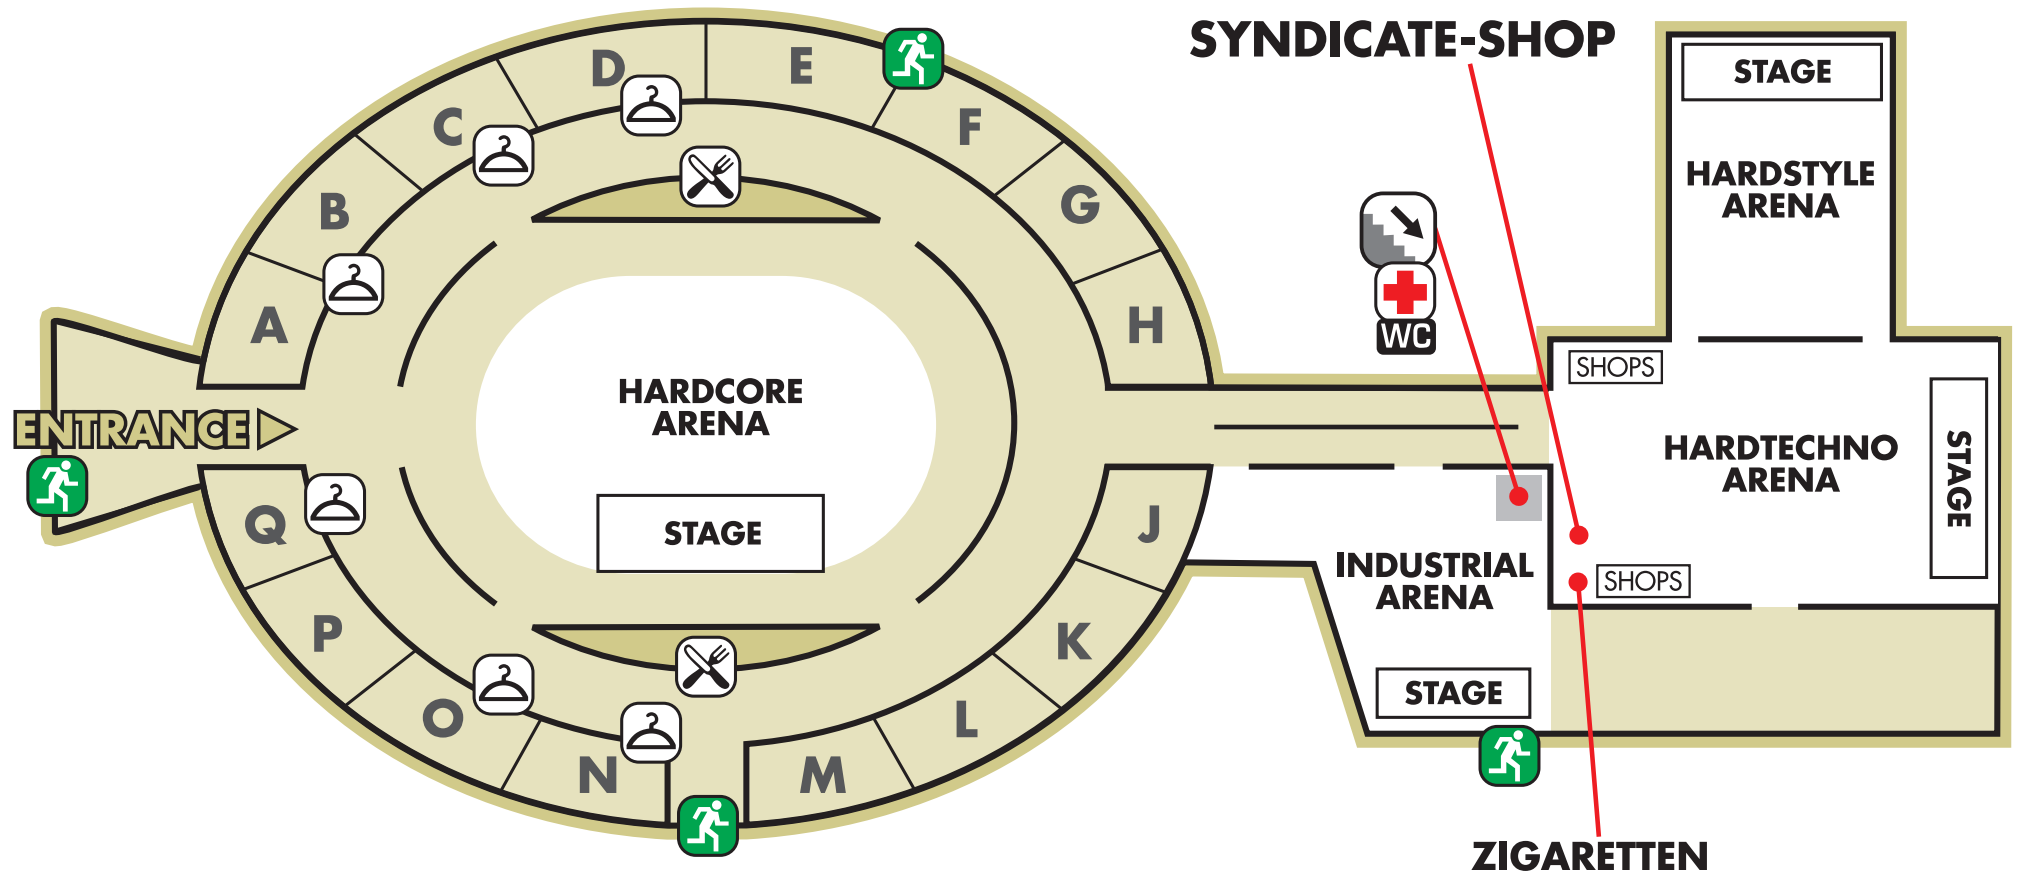 SYNDICATE-SHOP
STAGE
HARDSTYLE
ARENA
D
E
C
F
B
G
A
H
WC
SHOPS
ENTRANCE
HARDCORE
ARENA
HARDTECHNO
ARENA
STAGE
STAGE
Q
J
INDUSTRIAL
ARENA
SHOPS
P
K
O
L
STAGE
N
M
ZIGARETTEN